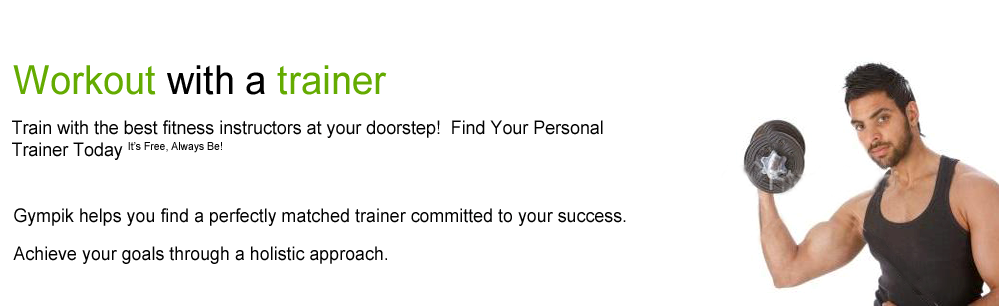 Workout with a trainer
Train with the best fitness instructors at your doorstep!  Find Your Personal
Trainer Today It's Free, Always Be!
Gympik helps you find a perfectly matched trainer committed to your success.
Achieve your goals through a holistic approach.